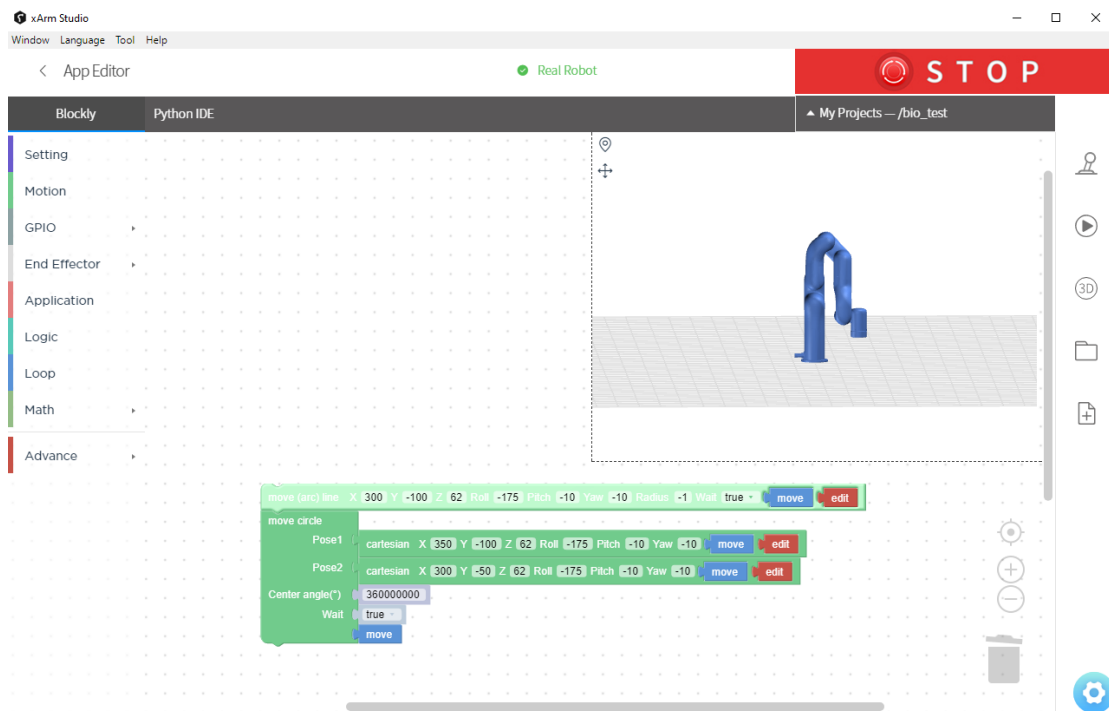 xArm Studio
Window Language Tool Help
App Editor
Real Robot
STOP
Blockly
Python IDE
My Projects — /bio_test
Setting
Motion
GPIO
End Effector
Application
Logic
Loop
Math
Advance
3D
move (arc) line X 300 Y -100 Z 62 Roll -175 Pitch -10 Yaw -10 Radius -1 Wait true move edit
move circle
Pose1 cartesian X 350 Y -100 Z 62 Roll -175 Pitch -10 Yaw -10 move edit
Pose2 cartesian X 300 Y -50 Z 62 Roll -175 Pitch -10 Yaw -10 move edit
Center angle(°) 360000000
Wait true
move